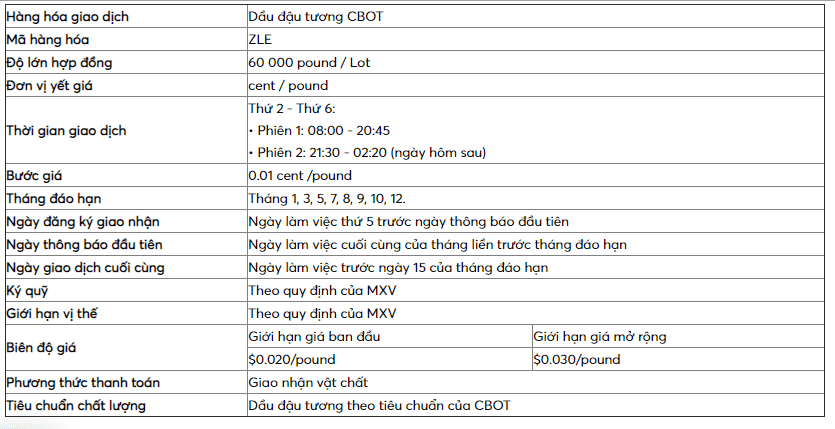 Hàng hóa giao dịch Dầu đậu tương CBOT
Mã hàng hóa ZLE
Độ lớn hợp đồng 60 000 pound / Lot
Đơn vị yết giá cent / pound
Thời gian giao dịch
Thứ 2 - Thứ 6:
• Phiên 1: 08:00 - 20:45
• Phiên 2: 21:30 - 02:20 (ngày hôm sau)
Bước giá 0.01 cent /pound
Tháng đáo hạn Tháng 1, 3, 5, 7, 8, 9, 10, 12.
Ngày đăng ký giao nhận Ngày làm việc thứ 5 trước ngày thông báo đầu tiên
Ngày thông báo đầu tiên Ngày làm việc cuối cùng của tháng liền trước tháng đáo hạn
Ngày giao dịch cuối cùng Ngày làm việc trước ngày 15 của tháng đáo hạn
Ký quỹ Theo quy định của MXV
Giới hạn vị thế Theo quy định của MXV
Biên độ giá
Giới hạn giá ban đầu Giới hạn giá mở rộng
$0.020/pound $0.030/pound
Phương thức thanh toán Giao nhận vật chất
Tiêu chuẩn chất lượng Dầu đậu tương theo tiêu chuẩn của CBOT